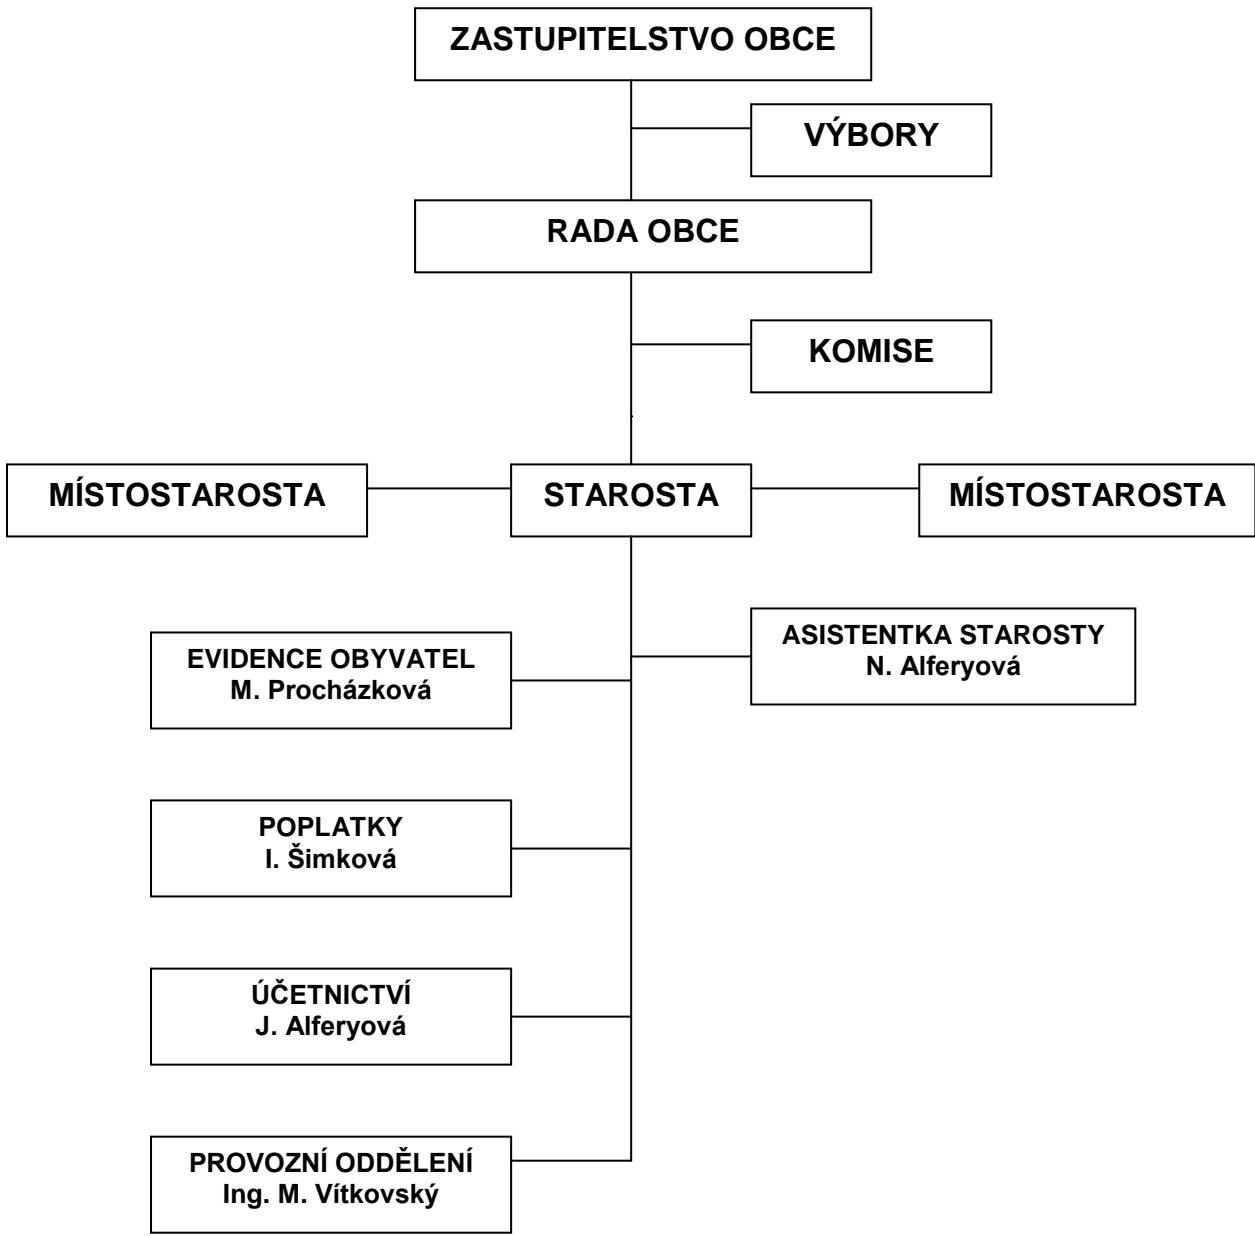 ZASTUPITELSTVO OBCE
VÝBORY
RADA OBCE
KOMISE
MÍSTOSTAROSTA
STAROSTA
MÍSTOSTAROSTA
ASISTENTKA STAROSTY
N. Alferyová
EVIDENCE OBYVATEL
M. Procházková
POPLATKY
I. Šimková
ÚČETNICTVÍ
J. Alferyová
PROVOZNÍ ODDĚLENÍ
Ing. M. Vítkovský